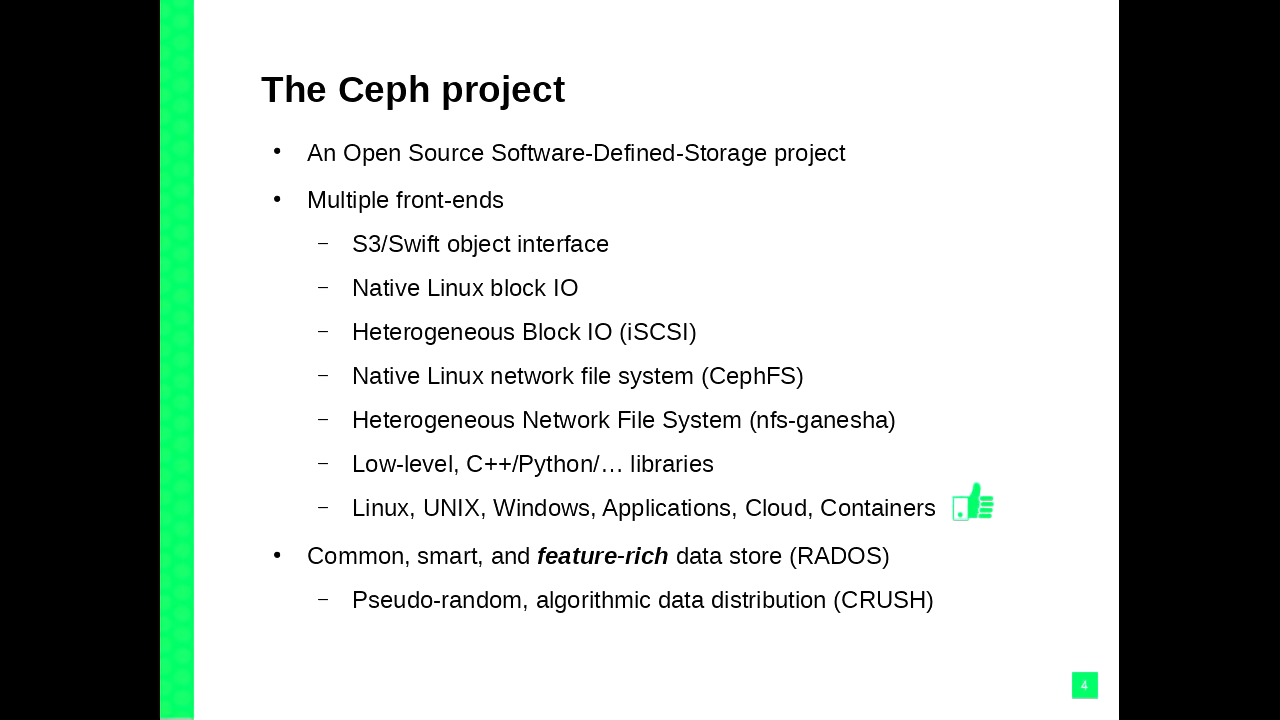 The Ceph project
• An Open Source Software-Defined-Storage project
• Multiple front-ends
– S3/Swift object interface
– Native Linux block IO
– Heterogeneous Block IO (iSCSI)
– Native Linux network file system (CephFS)
– Heterogeneous Network File System (nfs-ganesha)
– Low-level, C++/Python/… libraries
– Linux, UNIX, Windows, Applications, Cloud, Containers
• Common, smart, and feature-rich data store (RADOS)
– Pseudo-random, algorithmic data distribution (CRUSH)
4